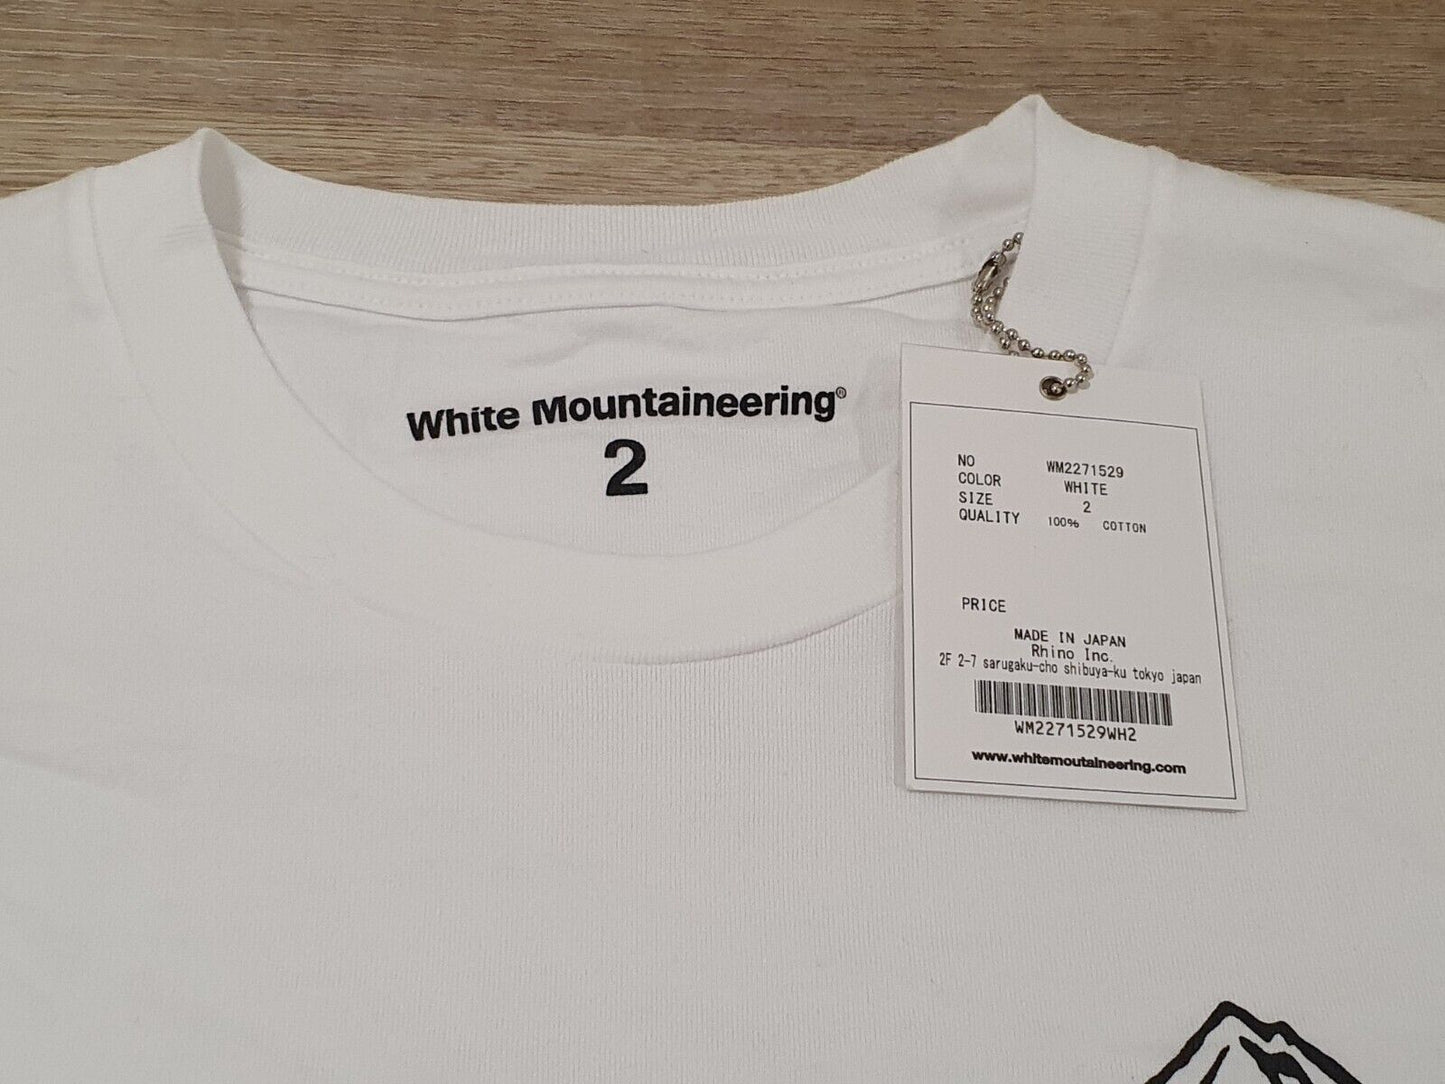 White Mountaineering®
2
NO WM2271529
COLOR WHITE
SIZE 2
QUALITY 100% COTTON
PRICE
MADE IN JAPAN
Rhino Inc.
2F 2-7 sarugaku-cho shibuya-ku tokyo japan
WM2271529WH2
www.whitemoutaineering.com